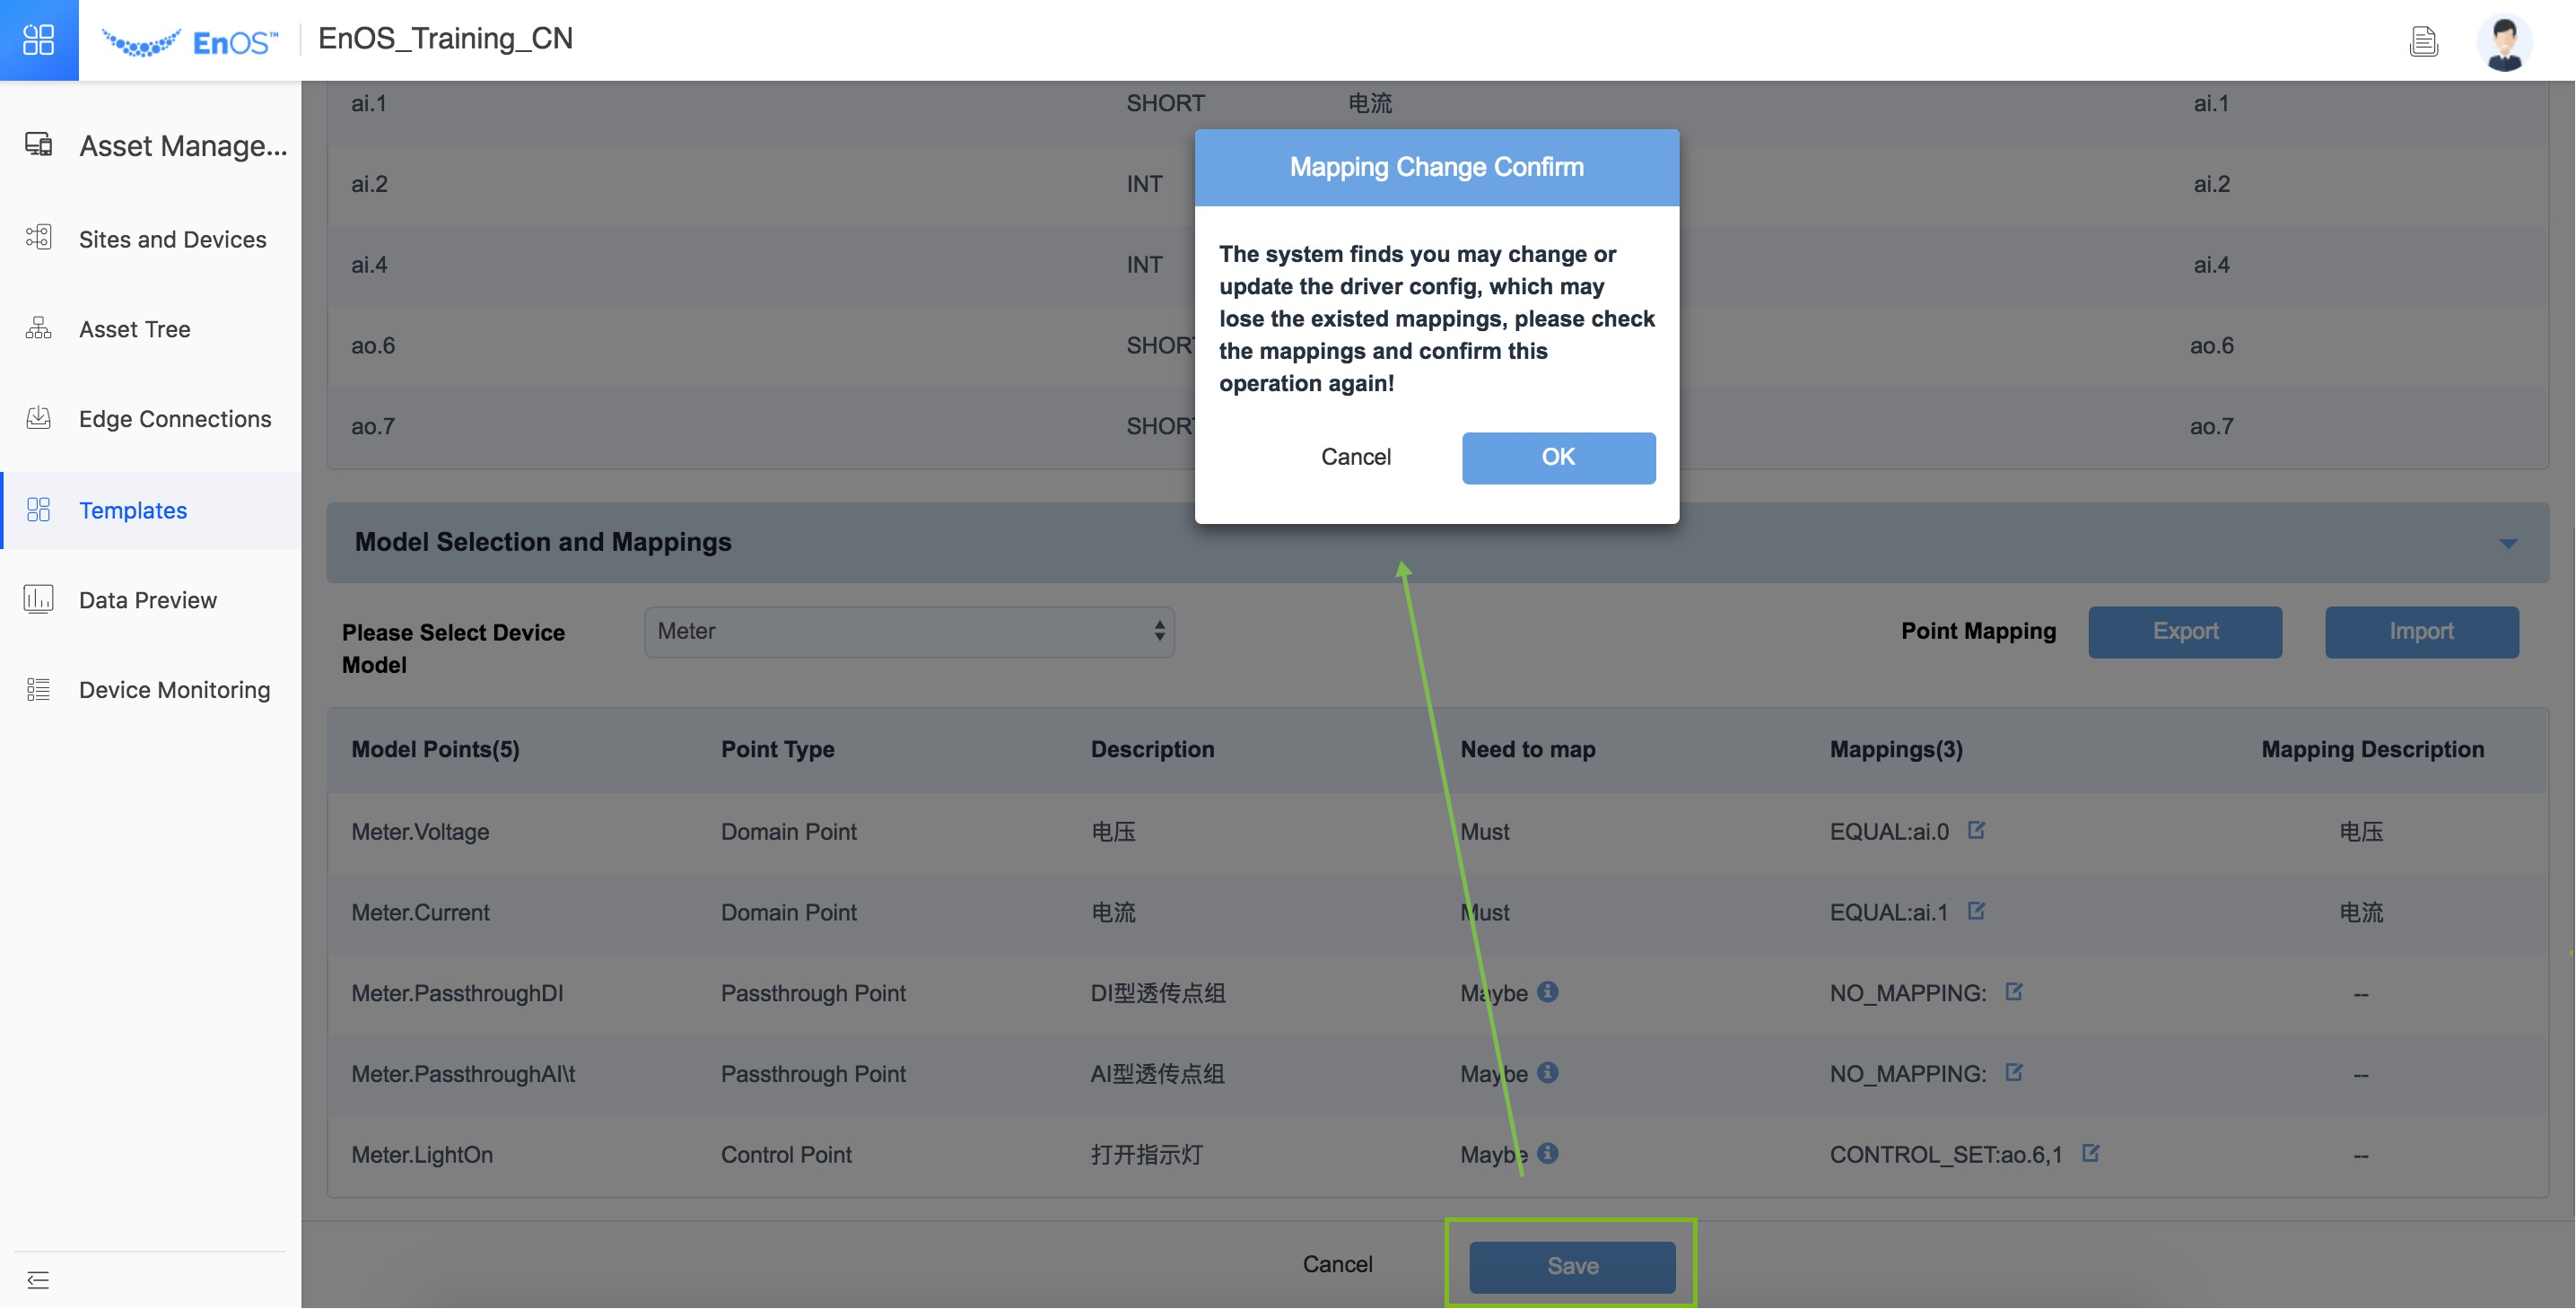 EnOS™ EnOS_Training_CN
Asset Manage...
Sites and Devices
Asset Tree
Edge Connections
Templates
Data Preview
Device Monitoring
ai.1 SHORT 电流 ai.1
ai.2 INT ai.2
ai.4 INT ai.4
ao.6 SHORT ao.6
ao.7 SHORT ao.7
Mapping Change Confirm
The system finds you may change or
update the driver config, which may
lose the existed mappings, please check
the mappings and confirm this
operation again!
Cancel OK
Model Selection and Mappings
Please Select Device
Model
Meter
Point Mapping Export Import
Model Points(5) Point Type Description Need to map Mappings(3) Mapping Description
Meter.Voltage Domain Point 电压 Must EQUAL:ai.0 电压
Meter.Current Domain Point 电流 Must EQUAL:ai.1 电流
Meter.PassthroughDI Passthrough Point DI型透传点组 Maybe NO_MAPPING: --
Meter.PassthroughAI\t Passthrough Point AI型透传点组 Maybe NO_MAPPING: --
Meter.LightOn Control Point 打开指示灯 Maybe CONTROL_SET:ao.6,1 --
Cancel Save